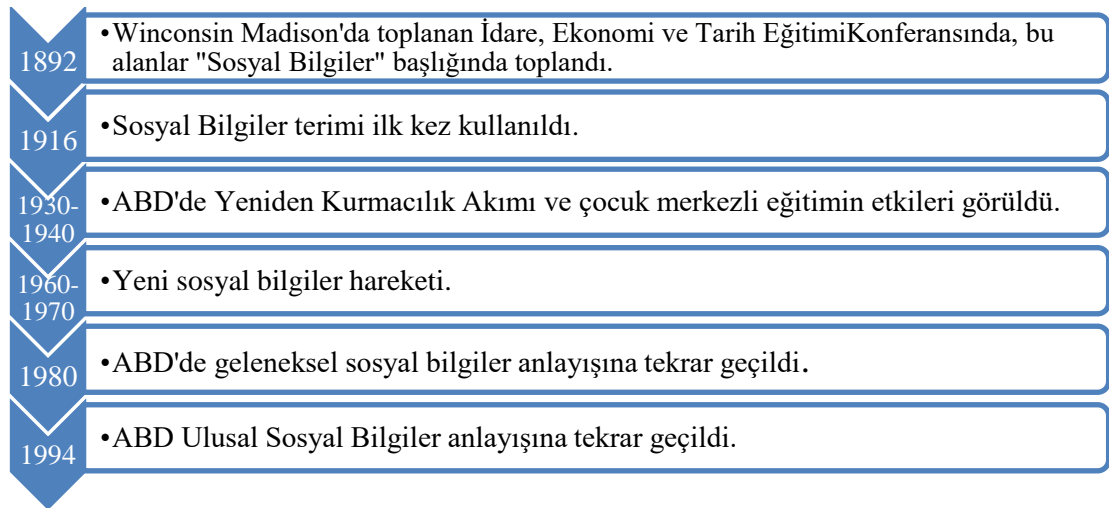 1892
•Winconsin Madison'da toplanan İdare, Ekonomi ve Tarih EğitimiKonferansında, bu
alanlar "Sosyal Bilgiler" başlığında toplandı.
1916
•Sosyal Bilgiler terimi ilk kez kullanıldı.
1930-
1940
•ABD'de Yeniden Kurmacılık Akımı ve çocuk merkezli eğitimin etkileri görüldü.
1960-
1970
•Yeni sosyal bilgiler hareketi.
1980
•ABD'de geleneksel sosyal bilgiler anlayışına tekrar geçildi.
1994
•ABD Ulusal Sosyal Bilgiler anlayışına tekrar geçildi.